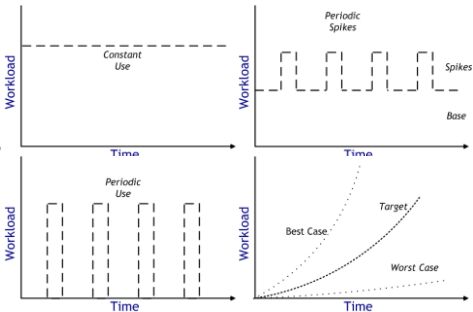 Workload
Constant
Use
Time
Workload
Periodic
Spikes
Spikes
Base
Time
Workload
Periodic
Use
Time
Workload
Best Case
Target
Worst Case
Time